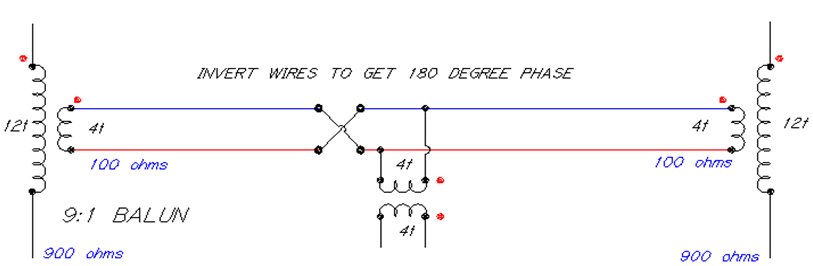 INVERT WIRES TO GET 180 DEGREE PHASE
12t
4t
4t
12t
100 ohms
4t
100 ohms
9:1 BALUN
4t
900 ohms
900 ohms